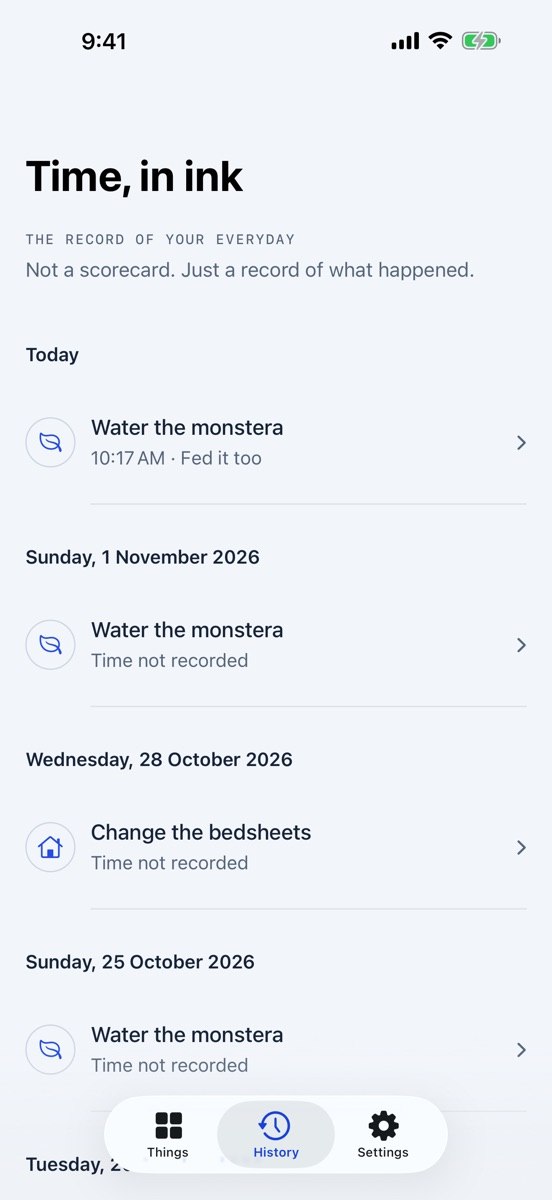 9:41
Time, in ink
THE RECORD OF YOUR EVERYDAY
Not a scorecard. Just a record of what happened.
Today
Water the monstera
10:17 AM · Fed it too
Sunday, 1 November 2026
Water the monstera
Time not recorded
Wednesday, 28 October 2026
Change the bedsheets
Time not recorded
Sunday, 25 October 2026
Water the monstera
Time not recorded
Tuesday,
Things
History
Settings